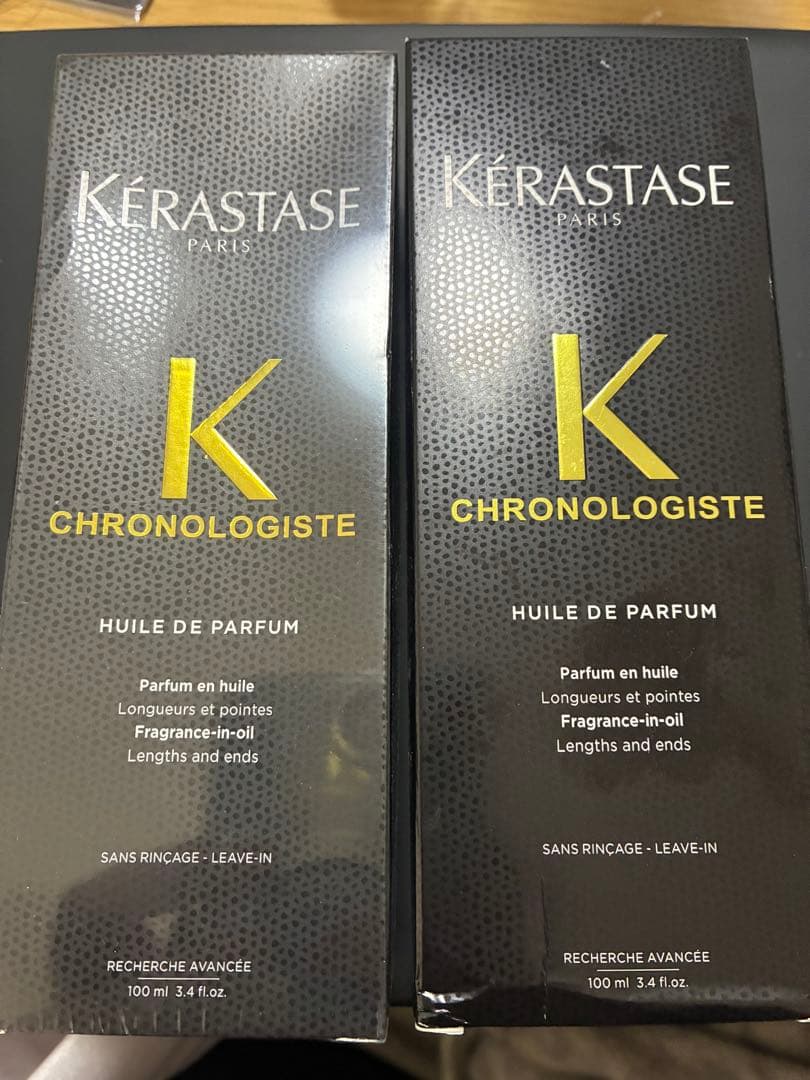 KÉRASTASE
PARIS
K
CHRONOLOGISTE
HUILE DE PARFUM
Parfum en huile
Longueurs et pointes
Fragrance-in-oil
Lengths and ends
SANS RINÇAGE - LEAVE-IN
RECHERCHE AVANCÉE
100 ml 3.4 fl.oz.
KÉRASTASE
PARIS
K
CHRONOLOGISTE
HUILE DE PARFUM
Parfum en huile
Longueurs et pointes
Fragrance-in-oil
Lengths and ends
SANS RINÇAGE - LEAVE-IN
RECHERCHE AVANCÉE
100 ml 3.4 fl.oz.